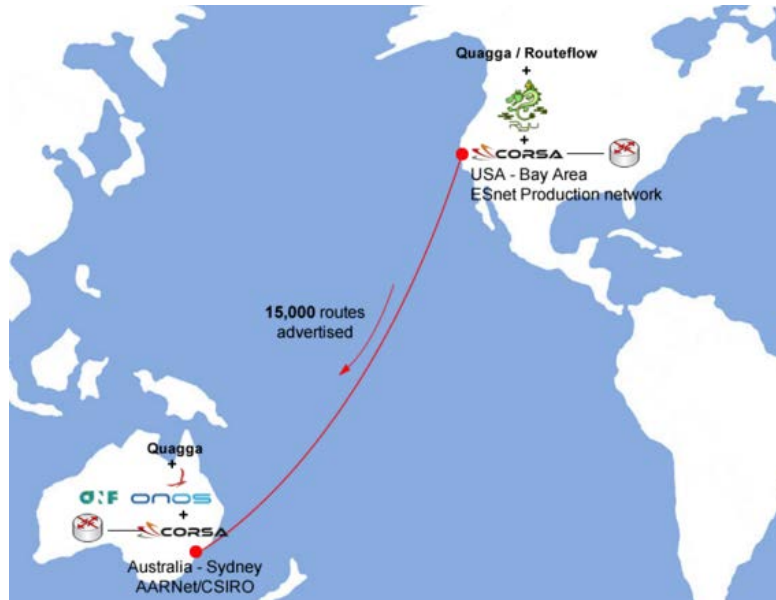 Quagga / Routeflow
+
RYU
+
CORSA
USA - Bay Area
ESnet Production network
15,000 routes
advertised
Quagga
+
ONF onos
+
CORSA
Australia - Sydney
AARNet/CSIRO